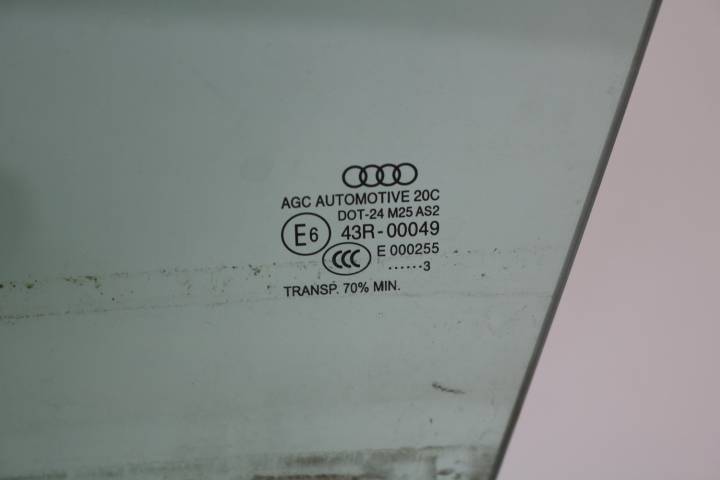 AGC AUTOMOTIVE 20C
DOT-24 M25 AS2
E6 43R-00049
CCC E 000255
......3
TRANSP. 70% MIN.